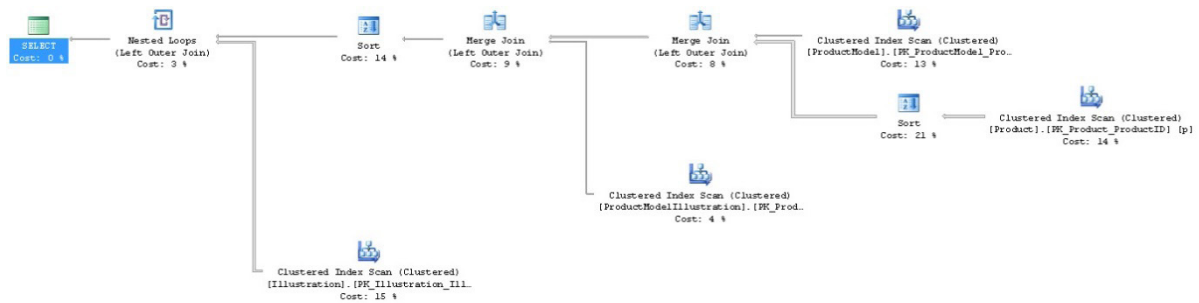 SELECT
Cost: 0 %
Nested Loops
(Left Outer Join)
Cost: 3 %
Sort
Cost: 14 %
Merge Join
(Left Outer Join)
Cost: 9 %
Merge Join
(Left Outer Join)
Cost: 8 %
Clustered Index Scan (Clustered)
[ProductModel].[PK_ProductModel_Pro…
Cost: 13 %
Sort
Cost: 21 %
Clustered Index Scan (Clustered)
[Product].[PK_Product_ProductID] [p]
Cost: 14 %
Clustered Index Scan (Clustered)
[ProductModelIllustration].[PK_Prod…
Cost: 4 %
Clustered Index Scan (Clustered)
[Illustration].[PK_Illustration_Ill…
Cost: 15 %